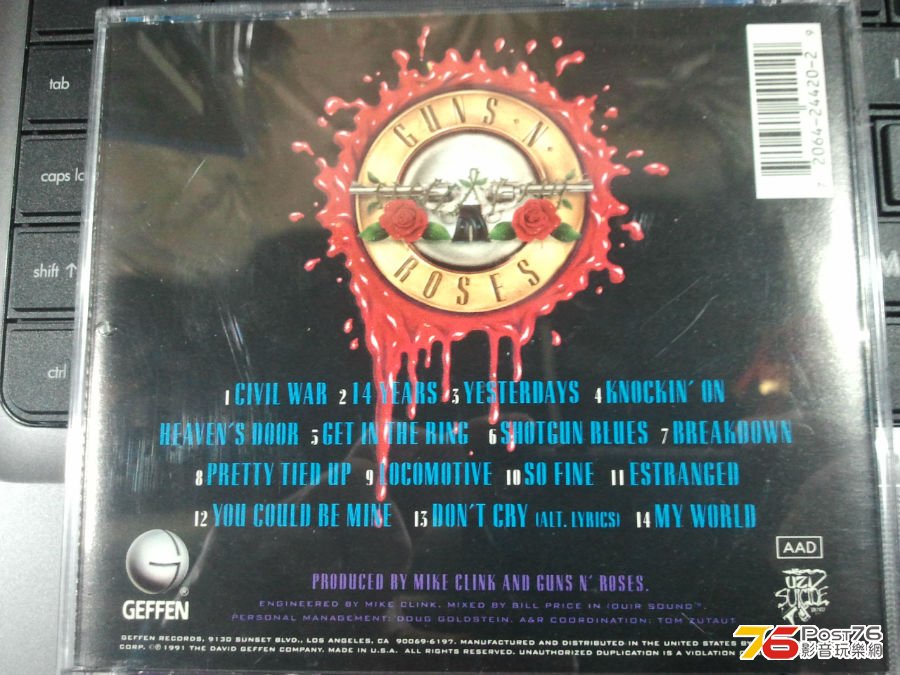 tab
caps lo
shift
ctrl
GUNS N'
ROSES
7 2064-24420-2 9
1 CIVIL WAR 2 14 YEARS 3 YESTERDAYS 4 KNOCKIN' ON
HEAVEN'S DOOR 5 GET IN THE RING 6 SHOTGUN BLUES 7 BREAKDOWN
8 PRETTY TIED UP 9 LOCOMOTIVE 10 SO FINE 11 ESTRANGED
12 YOU COULD BE MINE 13 DON'T CRY (ALT. LYRICS) 14 MY WORLD
AAD
UZI
SUICIDE
GEFFEN
®
PRODUCED BY MIKE CLINK AND GUNS N' ROSES.
ENGINEERED BY MIKE CLINK. MIXED BY BILL PRICE IN (OUIR SOUND™.
PERSONAL MANAGEMENT: DOUG GOLDSTEIN. A&R COORDINATION: TOM ZUTAUT
GEFFEN RECORDS, 9130 SUNSET BLVD., LOS ANGELES, CA 90069-6197. MANUFACTURED AND DISTRIBUTED IN THE UNITED STATES BY
CORP. ©℗1991 THE DAVID GEFFEN COMPANY. MADE IN U.S.A. ALL RIGHTS RESERVED. UNAUTHORIZED DUPLICATION IS A VIOLATION
76 Post76
影音玩樂網